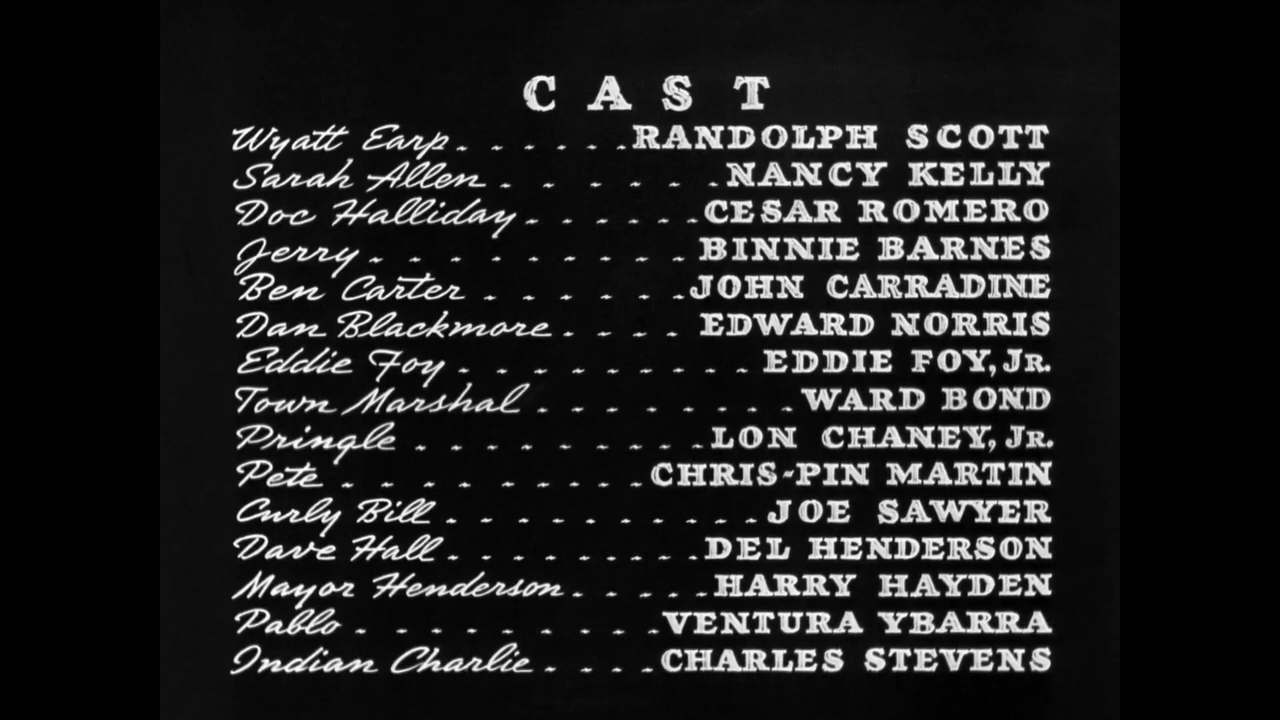 CAST
Wyatt Earp. . . . . .RANDOLPH SCOTT
Sarah Allen . . . . . .NANCY KELLY
Doc Halliday. . . . . .CESAR ROMERO
Jerry . . . . . . . . . BINNIE BARNES
Ben Carter . . . . . .JOHN CARRADINE
Dan Blackmore. . . . EDWARD NORRIS
Eddie Foy . . . . . . . . . EDDIE FOY, JR.
Town Marshal . . . . . . . .WARD BOND
Pringle . . . . . . . . .LON CHANEY, JR.
Pete . . . . . . . . . .CHRIS-PIN MARTIN
Curly Bill . . . . . . . . . .JOE SAWYER
Dave Hall . . . . . . . . .DEL HENDERSON
Mayor Henderson. . . . .HARRY HAYDEN
Pablo . . . . . . . . . .VENTURA YBARRA
Indian Charlie. . . . .CHARLES STEVENS